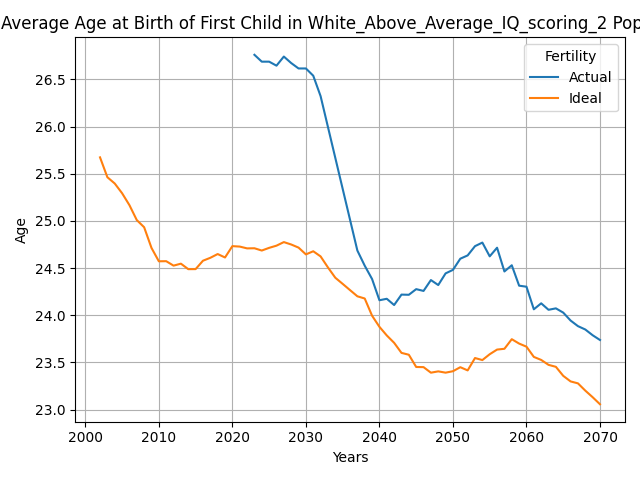 Average Age at Birth of First Child in White_Above_Average_IQ_scoring_2 Pop
Fertility
Actual
Ideal
26.5
26.0
25.5
25.0
24.5
24.0
23.5
23.0
Age
2000 2010 2020 2030 2040 2050 2060 2070
Years